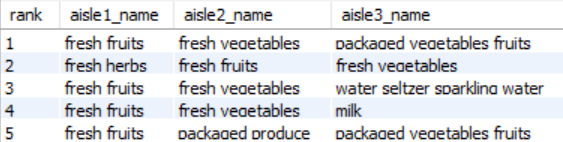 rank aisle1_name aisle2_name aisle3_name
1 fresh fruits fresh vegetables packaged vegetables fruits
2 fresh herbs fresh fruits fresh vegetables
3 fresh fruits fresh vegetables water seltzer sparkling water
4 fresh fruits fresh vegetables milk
5 fresh fruits packaged produce packaged vegetables fruits